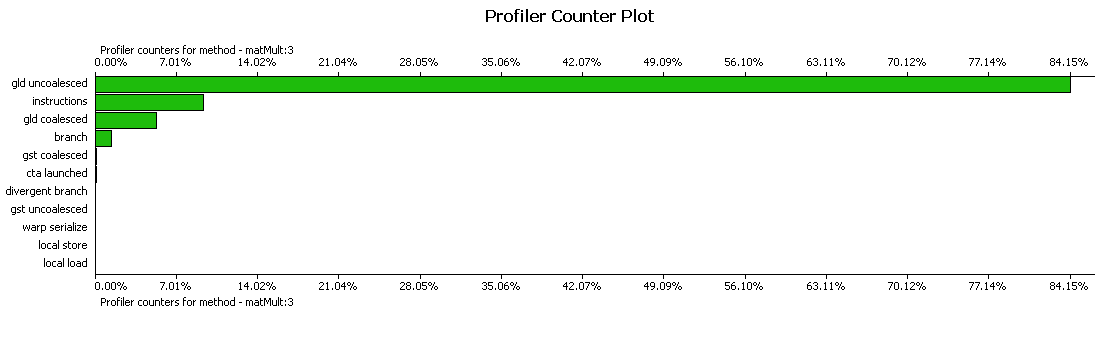 Profiler Counter Plot
Profiler counters for method - matMult:3
0.00% 7.01% 14.02% 21.04% 28.05% 35.06% 42.07% 49.09% 56.10% 63.11% 70.12% 77.14% 84.15%
gld uncoalesced
instructions
gld coalesced
branch
gst coalesced
cta launched
divergent branch
gst uncoalesced
warp serialize
local store
local load
0.00% 7.01% 14.02% 21.04% 28.05% 35.06% 42.07% 49.09% 56.10% 63.11% 70.12% 77.14% 84.15%
Profiler counters for method - matMult:3